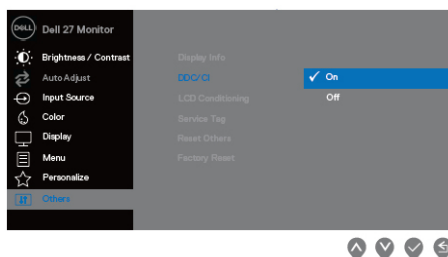 DELL
Dell 27 Monitor
Brightness / Contrast
Auto Adjust
Input Source
Color
Display
Menu
Personalize
Others
Display Info
DDC/CI
LCD Conditioning
Service Tag
Reset Others
Factory Reset
On
Off